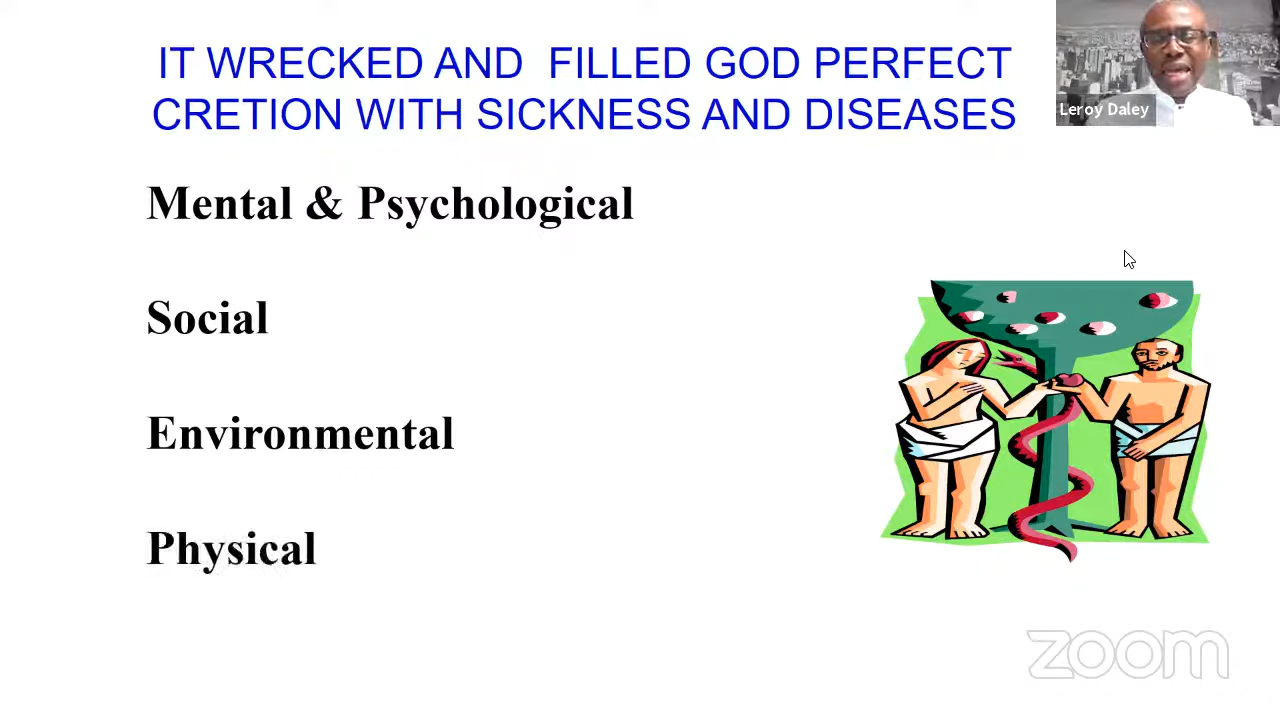 IT WRECKED AND FILLED GOD PERFECT
CRETION WITH SICKNESS AND DISEASES
Leroy Daley
Mental & Psychological
Social
Environmental
Physical
zoom